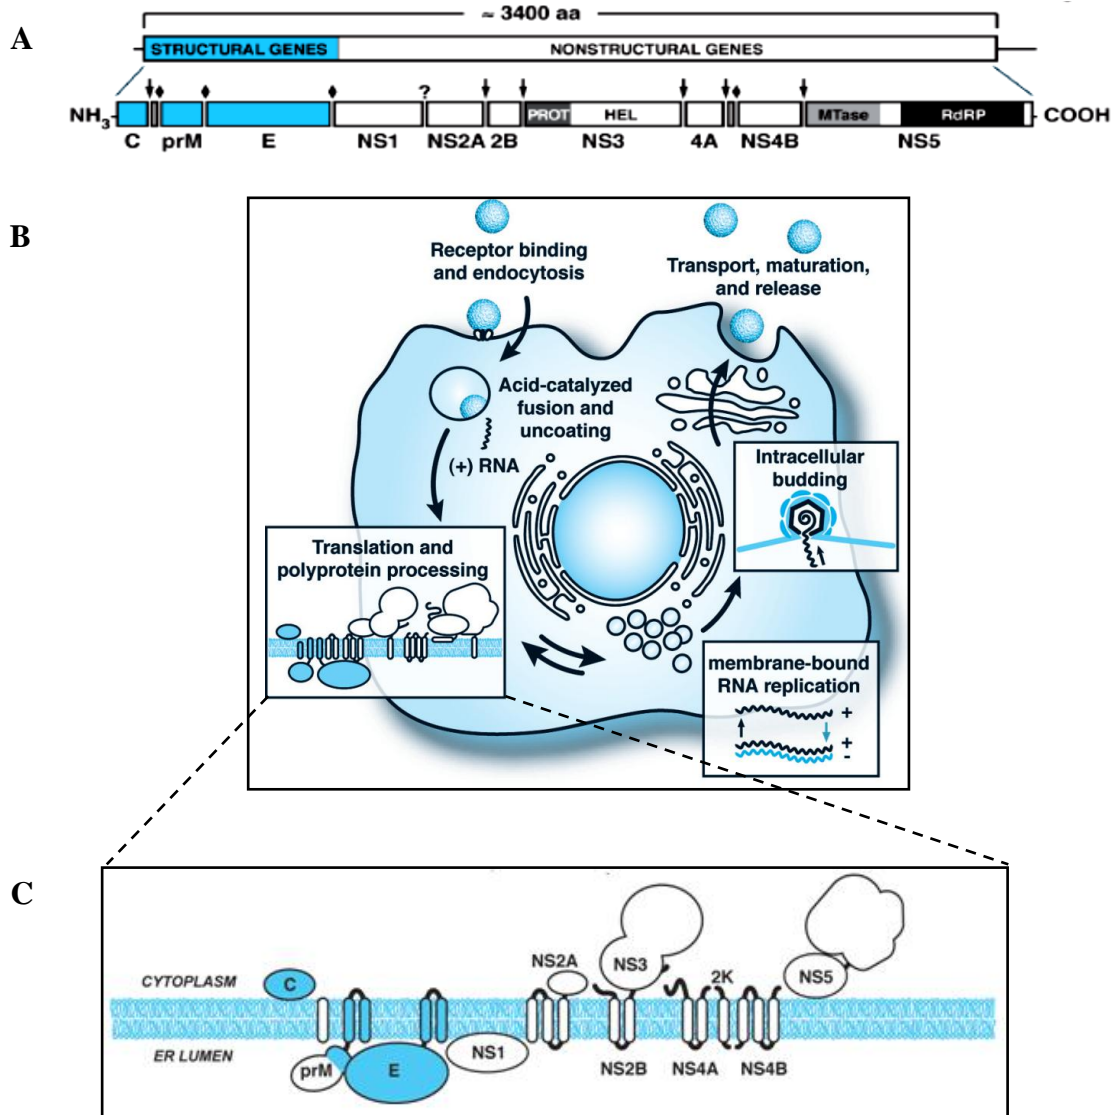 A
≈ 3400 aa
STRUCTURAL GENES NONSTRUCTURAL GENES
?
NH3 PROT HEL MTase RdRP COOH
C prM E NS1 NS2A 2B NS3 4A NS4B NS5
B
Receptor binding
and endocytosis
Transport, maturation,
and release
Acid-catalyzed
fusion and
uncoating
(+) RNA
Intracellular
budding
Translation and
polyprotein processing
membrane-bound
RNA replication
+
+
-
C
CYTOPLASM
C
NS2A
NS3
2K
NS5
ER LUMEN
prM
E
NS1
NS2B
NS4A
NS4B